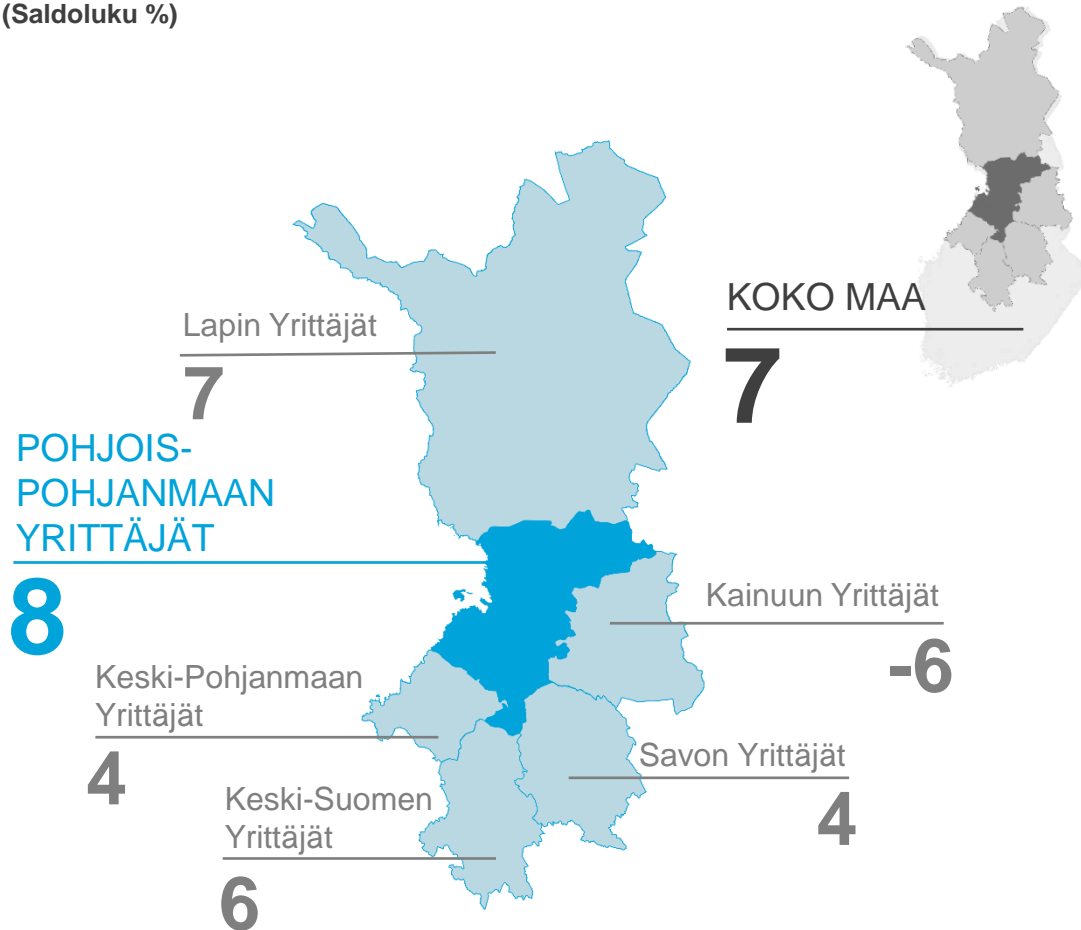 (Saldoluku %)
KOKO MAA
7
Lapin Yrittäjät
7
POHJOIS-
POHJANMAAN
YRITTÄJÄT
8
Kainuun Yrittäjät
-6
Keski-Pohjanmaan
Yrittäjät
4
Savon Yrittäjät
4
Keski-Suomen
Yrittäjät
6